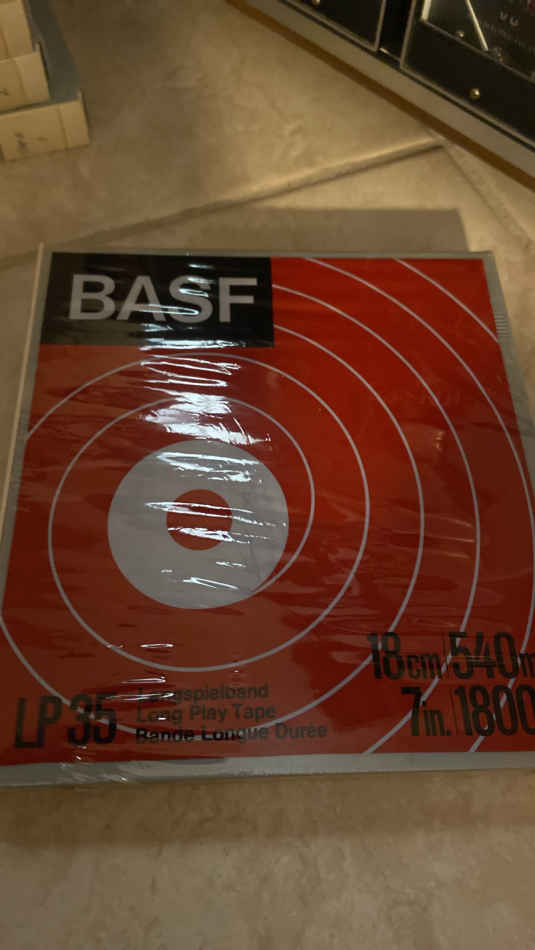 BASF
18cm 540m
7in. 1800
LP 35
Langspielband
Long Play Tape
Bande Longue Durée